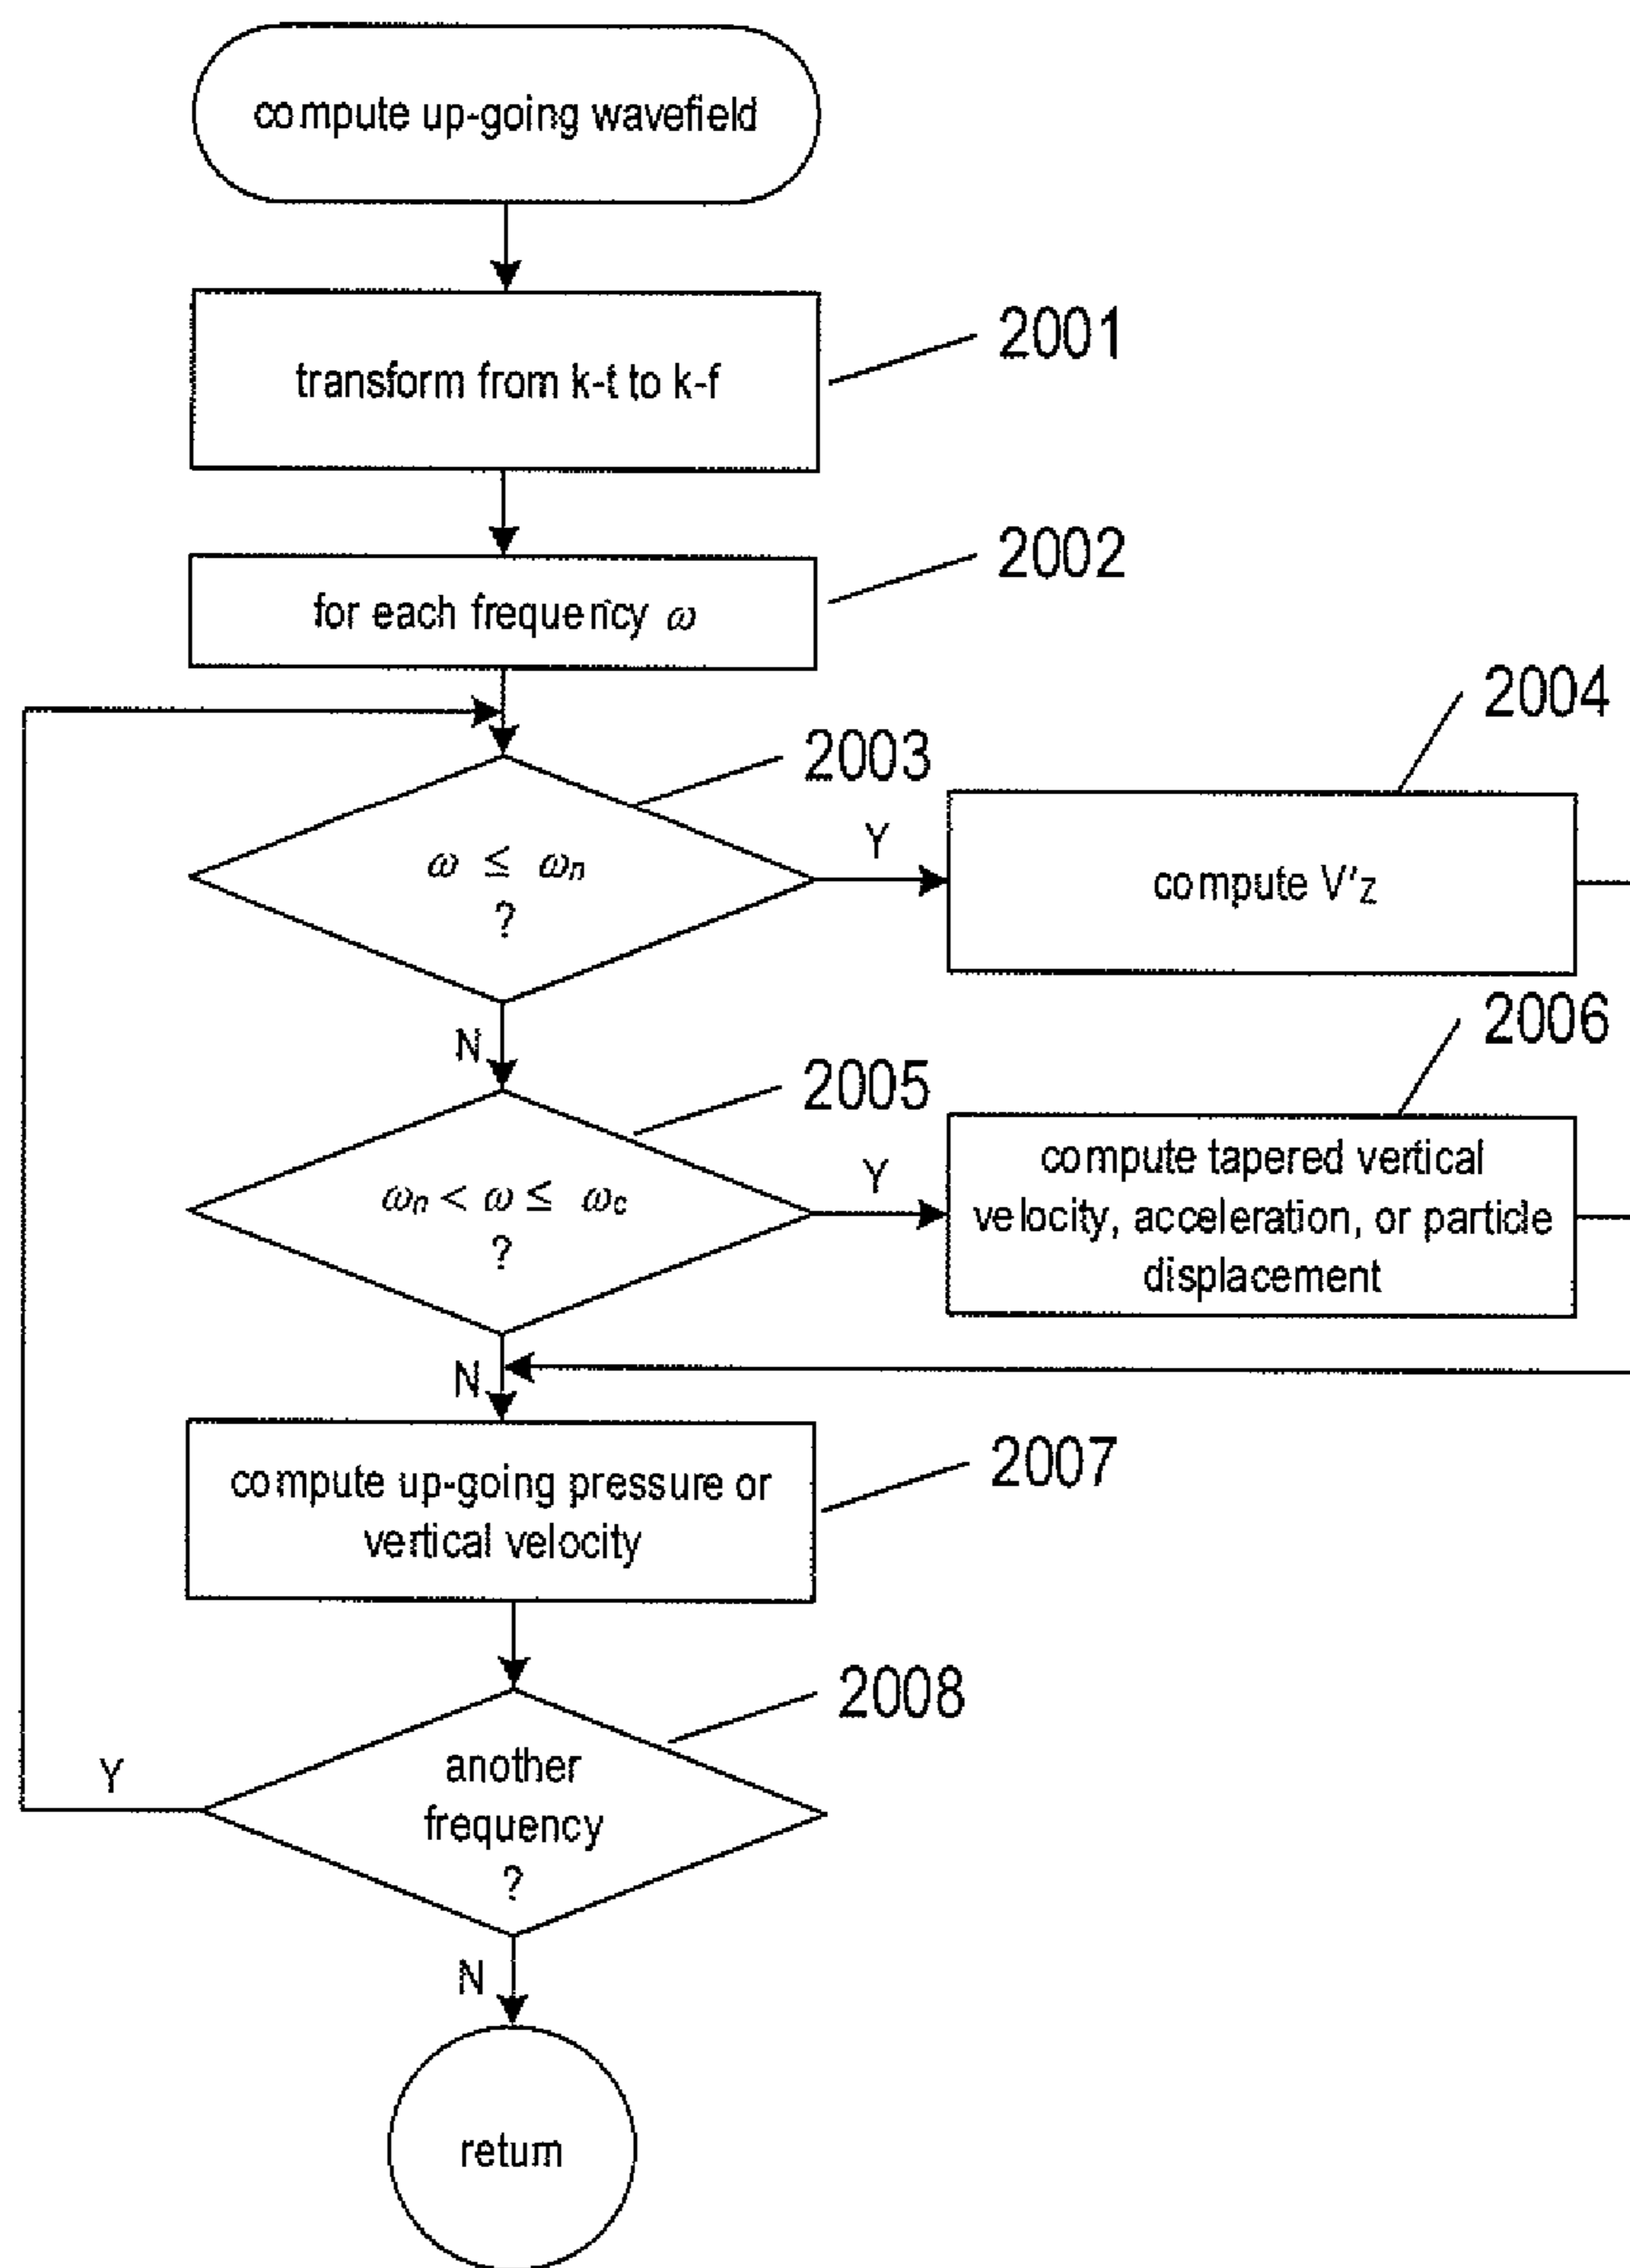 compute up-going wavefield
2001
transform from k-t to k-f
2002
for each frequency ω
2004
2003
ω ≤ ωn
?
Y
compute V'z
N
2006
2005
ωn < ω ≤ ωc
?
Y
compute tapered vertical
velocity, acceleration, or particle
displacement
N
2007
compute up-going pressure or
vertical velocity
2008
another
frequency
?
Y
N
return